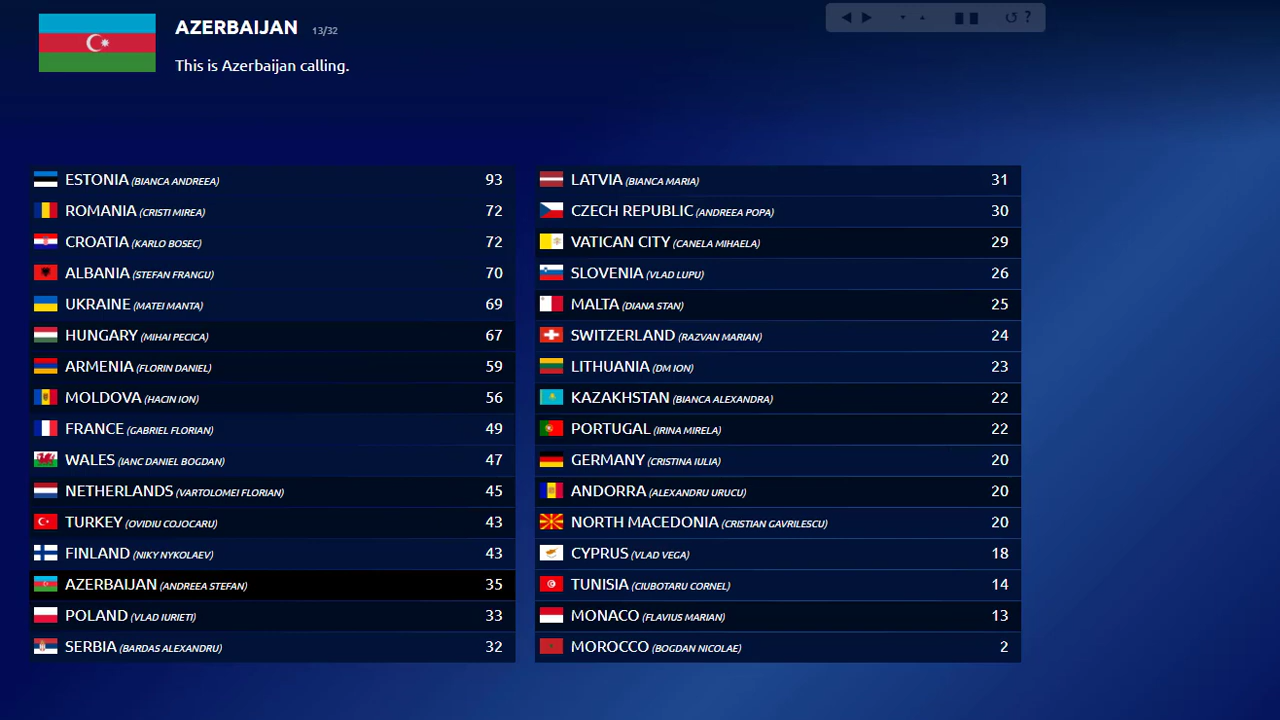 AZERBAIJAN 13/32
This is Azerbaijan calling.
?
ESTONIA (BIANCA ANDREEA) 93
ROMANIA (CRISTI MIREA) 72
CROATIA (KARLO BOSEC) 72
ALBANIA (STEFAN FRANGU) 70
UKRAINE (MATEI MANTA) 69
HUNGARY (MIHAI PECICA) 67
ARMENIA (FLORIN DANIEL) 59
MOLDOVA (HACIN ION) 56
FRANCE (GABRIEL FLORIAN) 49
WALES (IANC DANIEL BOGDAN) 47
NETHERLANDS (VARTOLOMEI FLORIAN) 45
TURKEY (OVIDIU COJOCARU) 43
FINLAND (NIKY NYKOLAEV) 43
AZERBAIJAN (ANDREEA STEFAN) 35
POLAND (VLAD IURIETI) 33
SERBIA (BARDAS ALEXANDRU) 32
LATVIA (BIANCA MARIA) 31
CZECH REPUBLIC (ANDREEA POPA) 30
VATICAN CITY (CANELA MIHAELA) 29
SLOVENIA (VLAD LUPU) 26
MALTA (DIANA STAN) 25
SWITZERLAND (RAZVAN MARIAN) 24
LITHUANIA (DM ION) 23
KAZAKHSTAN (BIANCA ALEXANDRA) 22
PORTUGAL (IRINA MIRELA) 22
GERMANY (CRISTINA IULIA) 20
ANDORRA (ALEXANDRU URUCU) 20
NORTH MACEDONIA (CRISTIAN GAVRILESCU) 20
CYPRUS (VLAD VEGA) 18
TUNISIA (CIUBOTARU CORNEL) 14
MONACO (FLAVIUS MARIAN) 13
MOROCCO (BOGDAN NICOLAE) 2